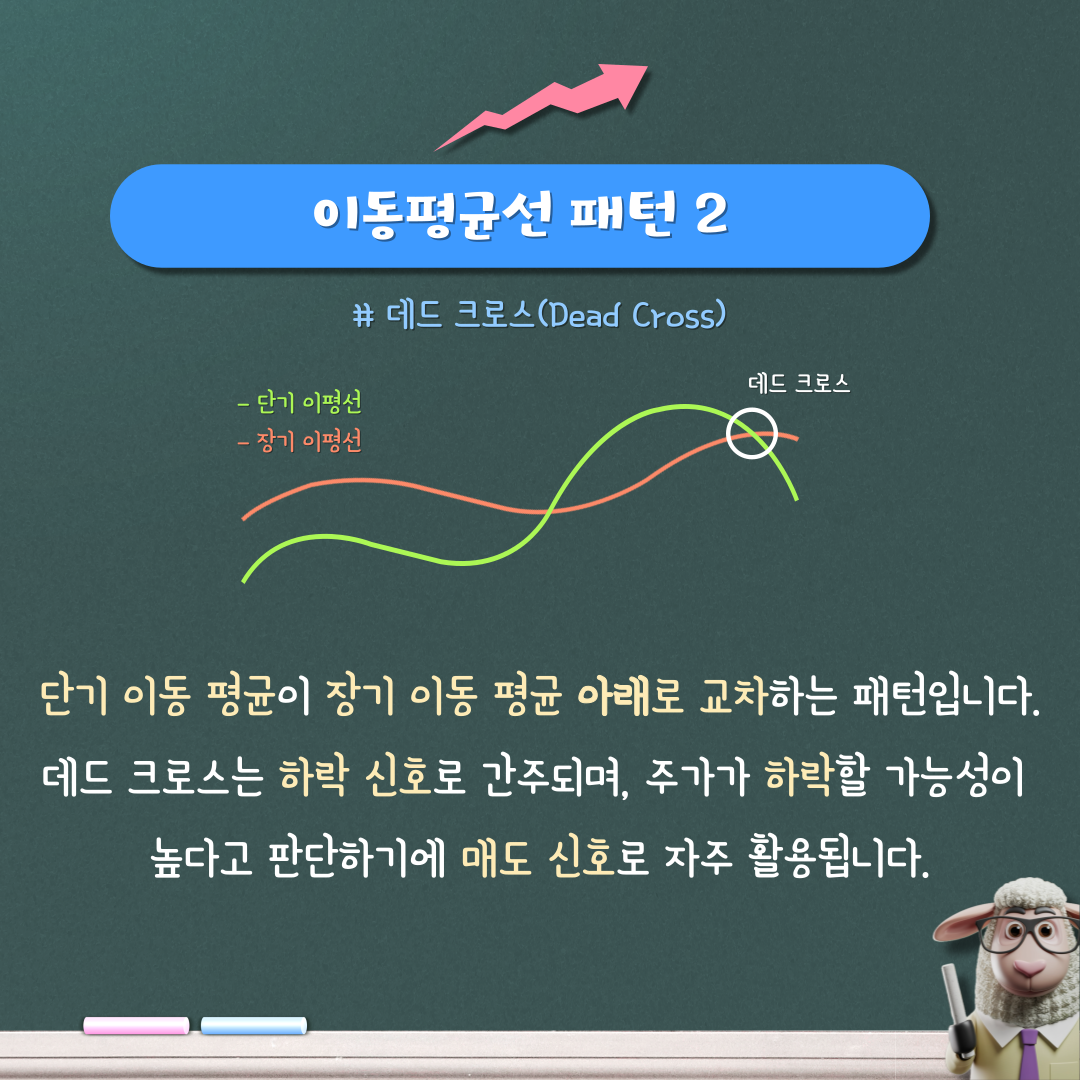 이동평균선 패턴 2
# 데드 크로스(Dead Cross)
데드 크로스
- 단기 이평선
- 장기 이평선
단기 이동 평균이 장기 이동 평균 아래로 교차하는 패턴입니다.
데드 크로스는 하락 신호로 간주되며, 주가가 하락할 가능성이
높다고 판단하기에 매도 신호로 자주 활용됩니다.